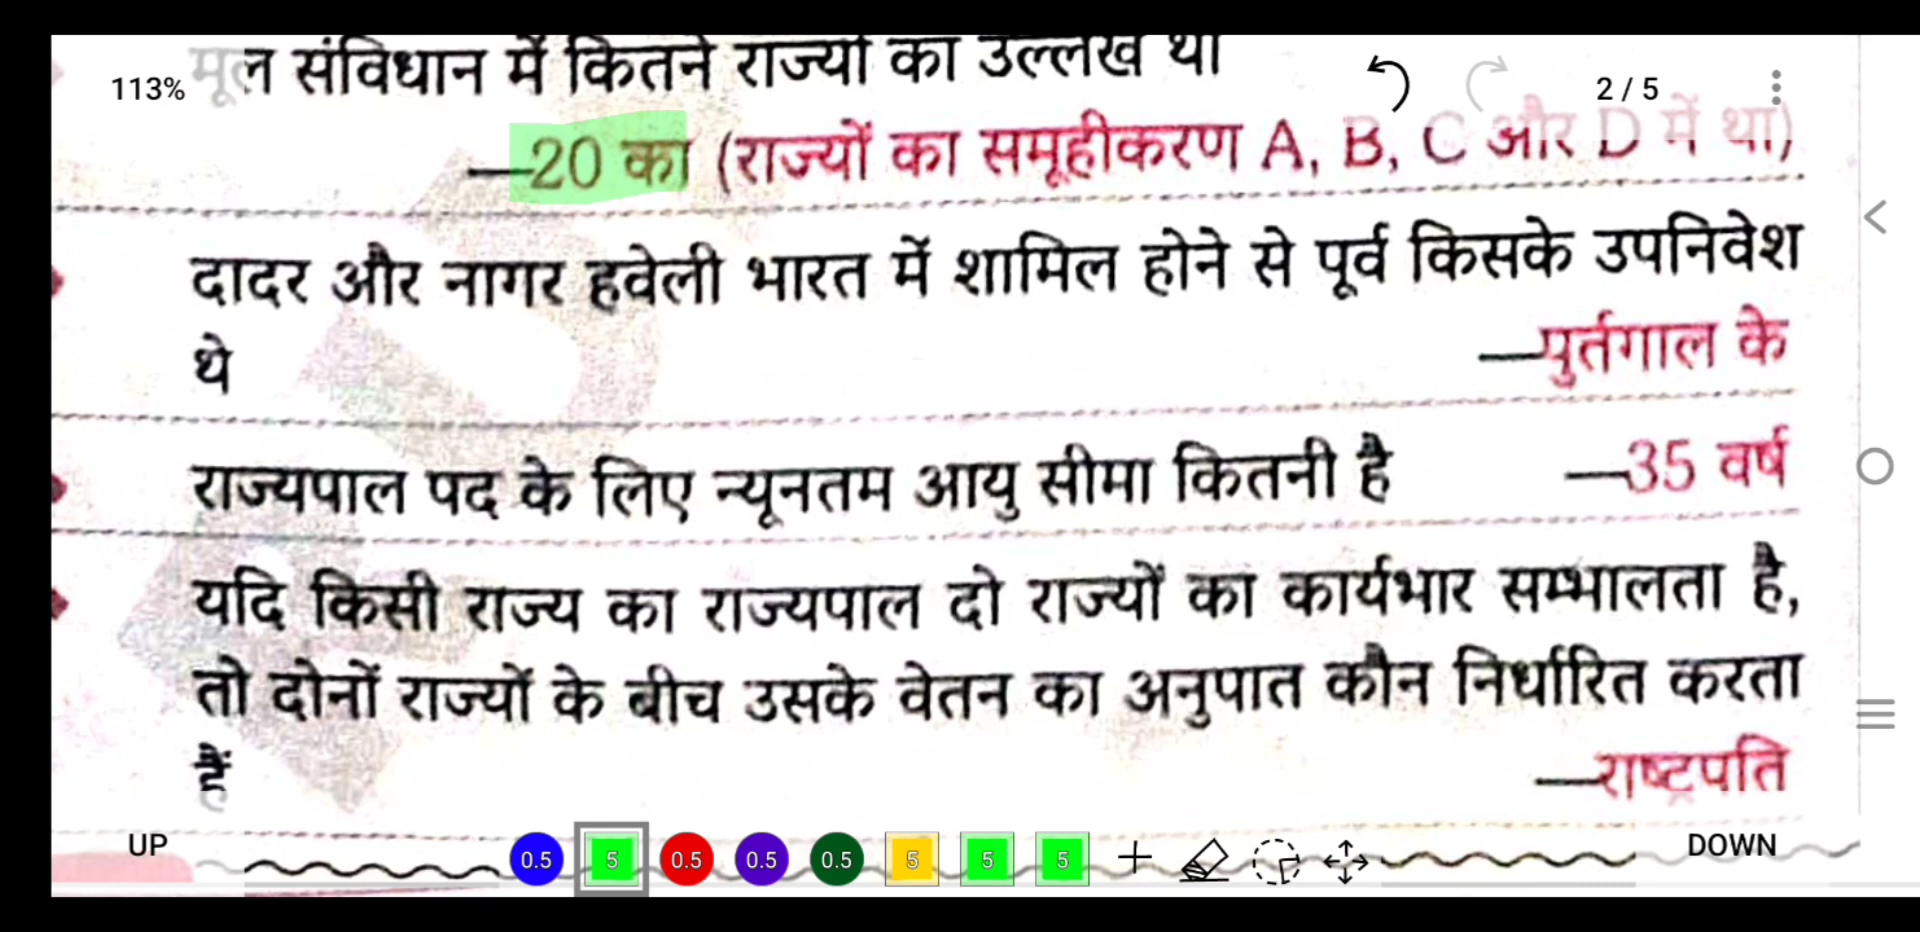 113%
2 / 5
मूल संविधान में कितने राज्यों का उल्लेख था
—20 का (राज्यों का समूहीकरण A, B, C और D में था)
दादर और नागर हवेली भारत में शामिल होने से पूर्व किसके उपनिवेश
थे —पुर्तगाल के
राज्यपाल पद के लिए न्यूनतम आयु सीमा कितनी है —35 वर्ष
यदि किसी राज्य का राज्यपाल दो राज्यों का कार्यभार सम्भालता है,
तो दोनों राज्यों के बीच उसके वेतन का अनुपात कौन निर्धारित करता
हैं —राष्ट्रपति
UP 0.5 5 0.5 0.5 0.5 5 5 5 DOWN